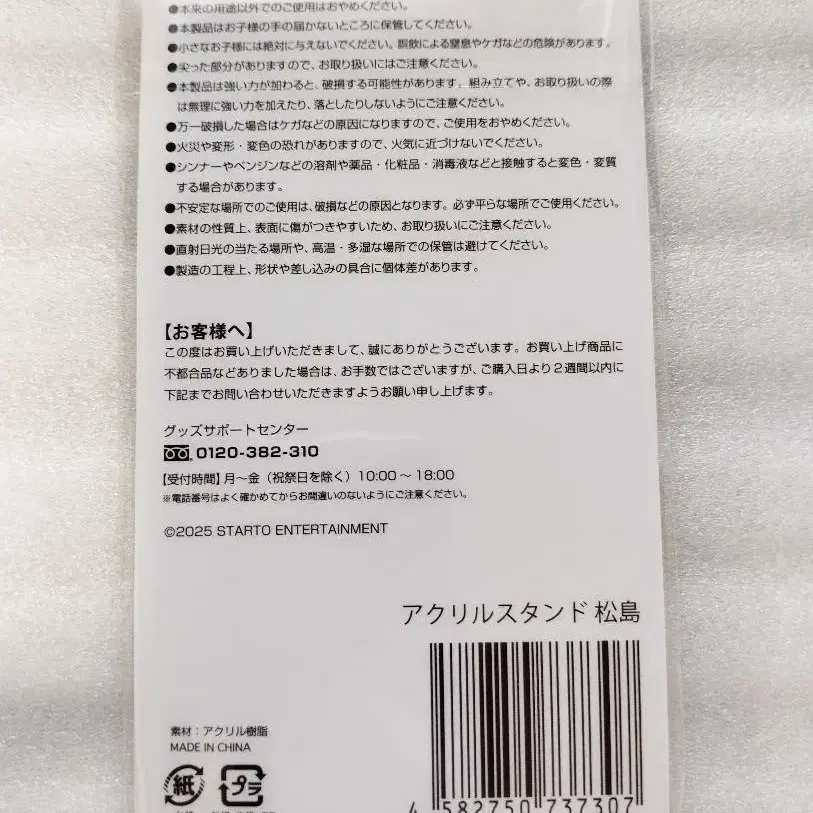 ●本来の用途以外でのご使用はおやめください。
●本製品はお子様の手の届かないところに保管してください。
●小さなお子様には絶対に与えないでください。誤飲による窒息やケガなどの危険があります。
●尖った部分がありますので、お取り扱いにはご注意ください。
●本製品は強い力が加わると、破損する可能性があります。組み立てや、お取り扱いの際
は無理に強い力を加えたり、落としたりしないようにご注意ください。
●万一破損した場合はケガなどの原因になりますので、ご使用をおやめください。
●火災や変形・変色の恐れがありますので、火気に近づけないでください。
●シンナーやベンジンなどの溶剤や薬品・化粧品・消毒液などと接触すると変色・変質
する場合があります。
●不安定な場所でのご使用は、破損などの原因となります。必ず平らな場所でご使用ください。
●素材の性質上、表面に傷がつきやすいため、お取り扱いにご注意ください。
●直射日光の当たる場所や、高温・多湿な場所での保管は避けてください。
●製造の工程上、形状や差し込みの具合に個体差があります。
【お客様へ】
この度はお買い上げいただきまして、誠にありがとうございます。お買い上げ商品に
不都合品などありました場合は、お手数ではございますが、ご購入日より2週間以内に
下記までお問い合わせいただきますようお願い申し上げます。
グッズサポートセンター
0120-382-310
【受付時間】月〜金（祝祭日を除く）10:00〜18:00
※電話番号はよく確かめてからお間違いのないようにご注意ください。
©2025 STARTO ENTERTAINMENT
アクリルスタンド 松島
素材：アクリル樹脂
MADE IN CHINA
紙
プラ
4 582750 737307